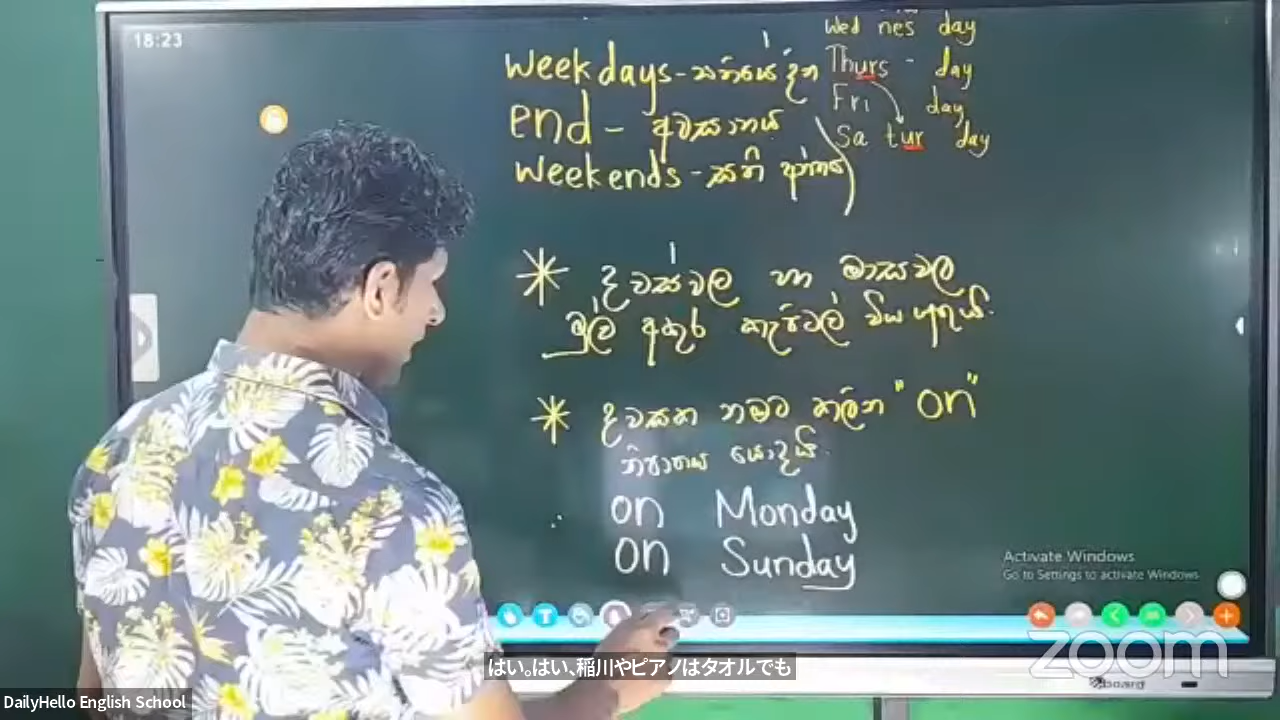 18:23
Wed nes day
Weekdays - සතියේ දින
Thurs - day
Fri day
end - අවසානය
Sa tur day
Weekends - සති අන්තය
* දවස්වල හා මාසවල
මුල් අකුර කැපිටල් විය යුතුයි.
* දවසක නමට කලින "on"
නිපාතය යොදයි.
on Monday
on Sunday
Activate Windows
Go to Settings to activate Windows
zoom
はい。はい、稲川やピアノはタオルでも
DailyHello English School